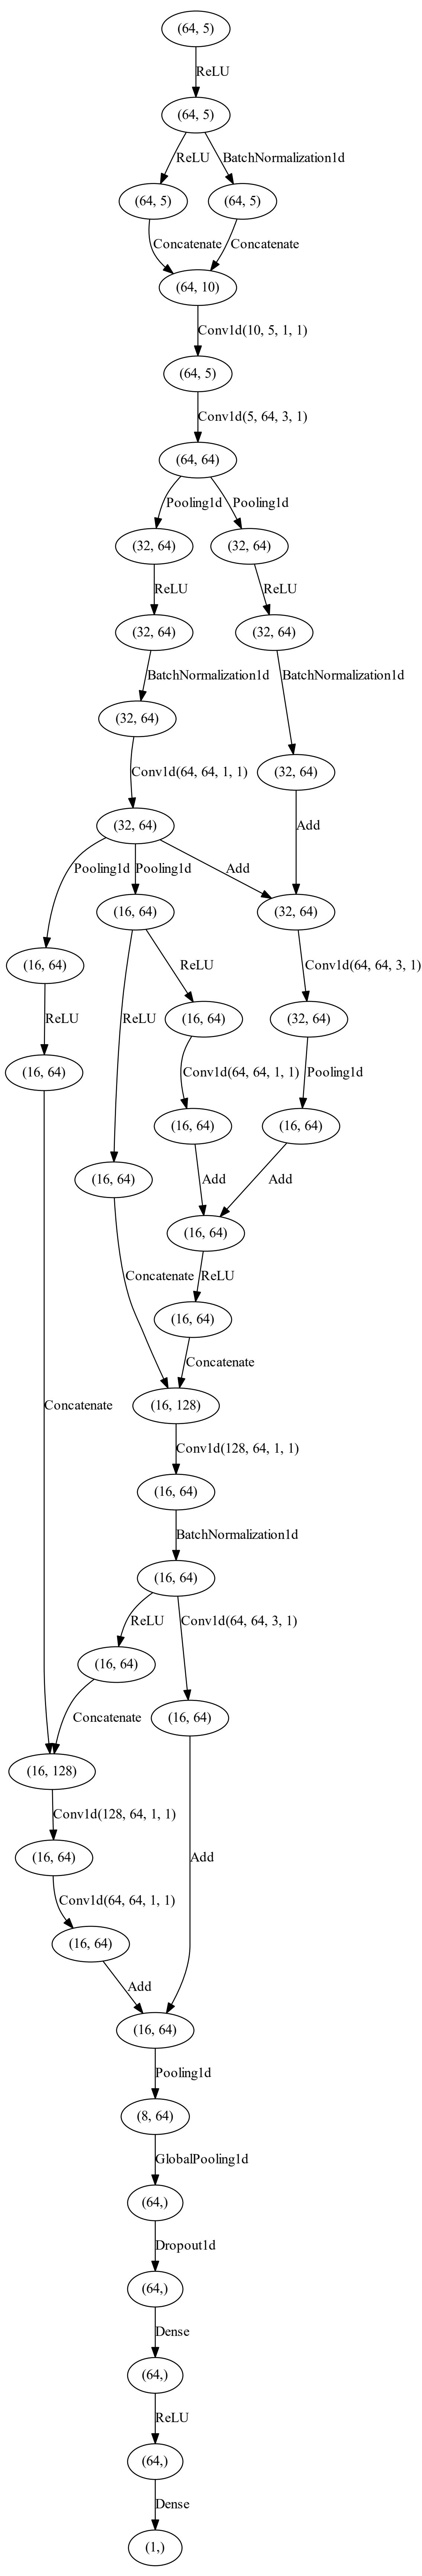 (64, 5)
ReLU
(64, 5)
ReLU BatchNormalization1d
(64, 5) (64, 5)
Concatenate Concatenate
(64, 10)
Conv1d(10, 5, 1, 1)
(64, 5)
Conv1d(5, 64, 3, 1)
(64, 64)
Pooling1d Pooling1d
(32, 64) (32, 64)
ReLU ReLU
(32, 64) (32, 64)
BatchNormalization1d BatchNormalization1d
(32, 64)
Conv1d(64, 64, 1, 1) (32, 64)
(32, 64) Add
Pooling1d Pooling1d Add
(16, 64) (32, 64)
(16, 64) ReLU Conv1d(64, 64, 3, 1)
ReLU ReLU (16, 64) (32, 64)
(16, 64) Conv1d(64, 64, 1, 1) Pooling1d
(16, 64) (16, 64)
(16, 64) Add Add
(16, 64)
Concatenate ReLU
(16, 64)
Concatenate Concatenate
(16, 128)
Conv1d(128, 64, 1, 1)
(16, 64)
BatchNormalization1d
(16, 64)
ReLU Conv1d(64, 64, 3, 1)
(16, 64)
Concatenate (16, 64)
(16, 128)
Conv1d(128, 64, 1, 1)
(16, 64) Add
Conv1d(64, 64, 1, 1)
(16, 64)
Add
(16, 64)
Pooling1d
(8, 64)
GlobalPooling1d
(64,)
Dropout1d
(64,)
Dense
(64,)
ReLU
(64,)
Dense
(1,)